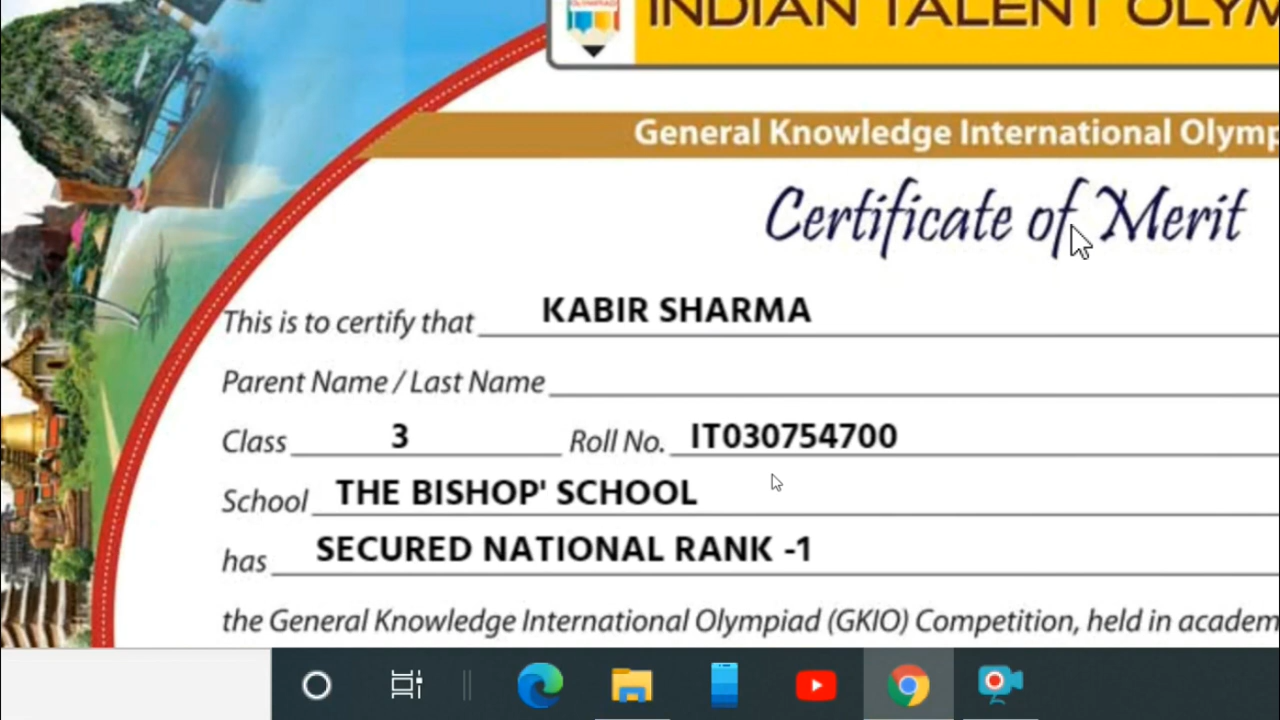 INDIAN TALENT OLYM
General Knowledge International Olymp
Certificate of Merit
This is to certify that KABIR SHARMA
Parent Name / Last Name
Class 3 Roll No. IT030754700
School THE BISHOP' SCHOOL
has SECURED NATIONAL RANK -1
the General Knowledge International Olympiad (GKIO) Competition, held in academ